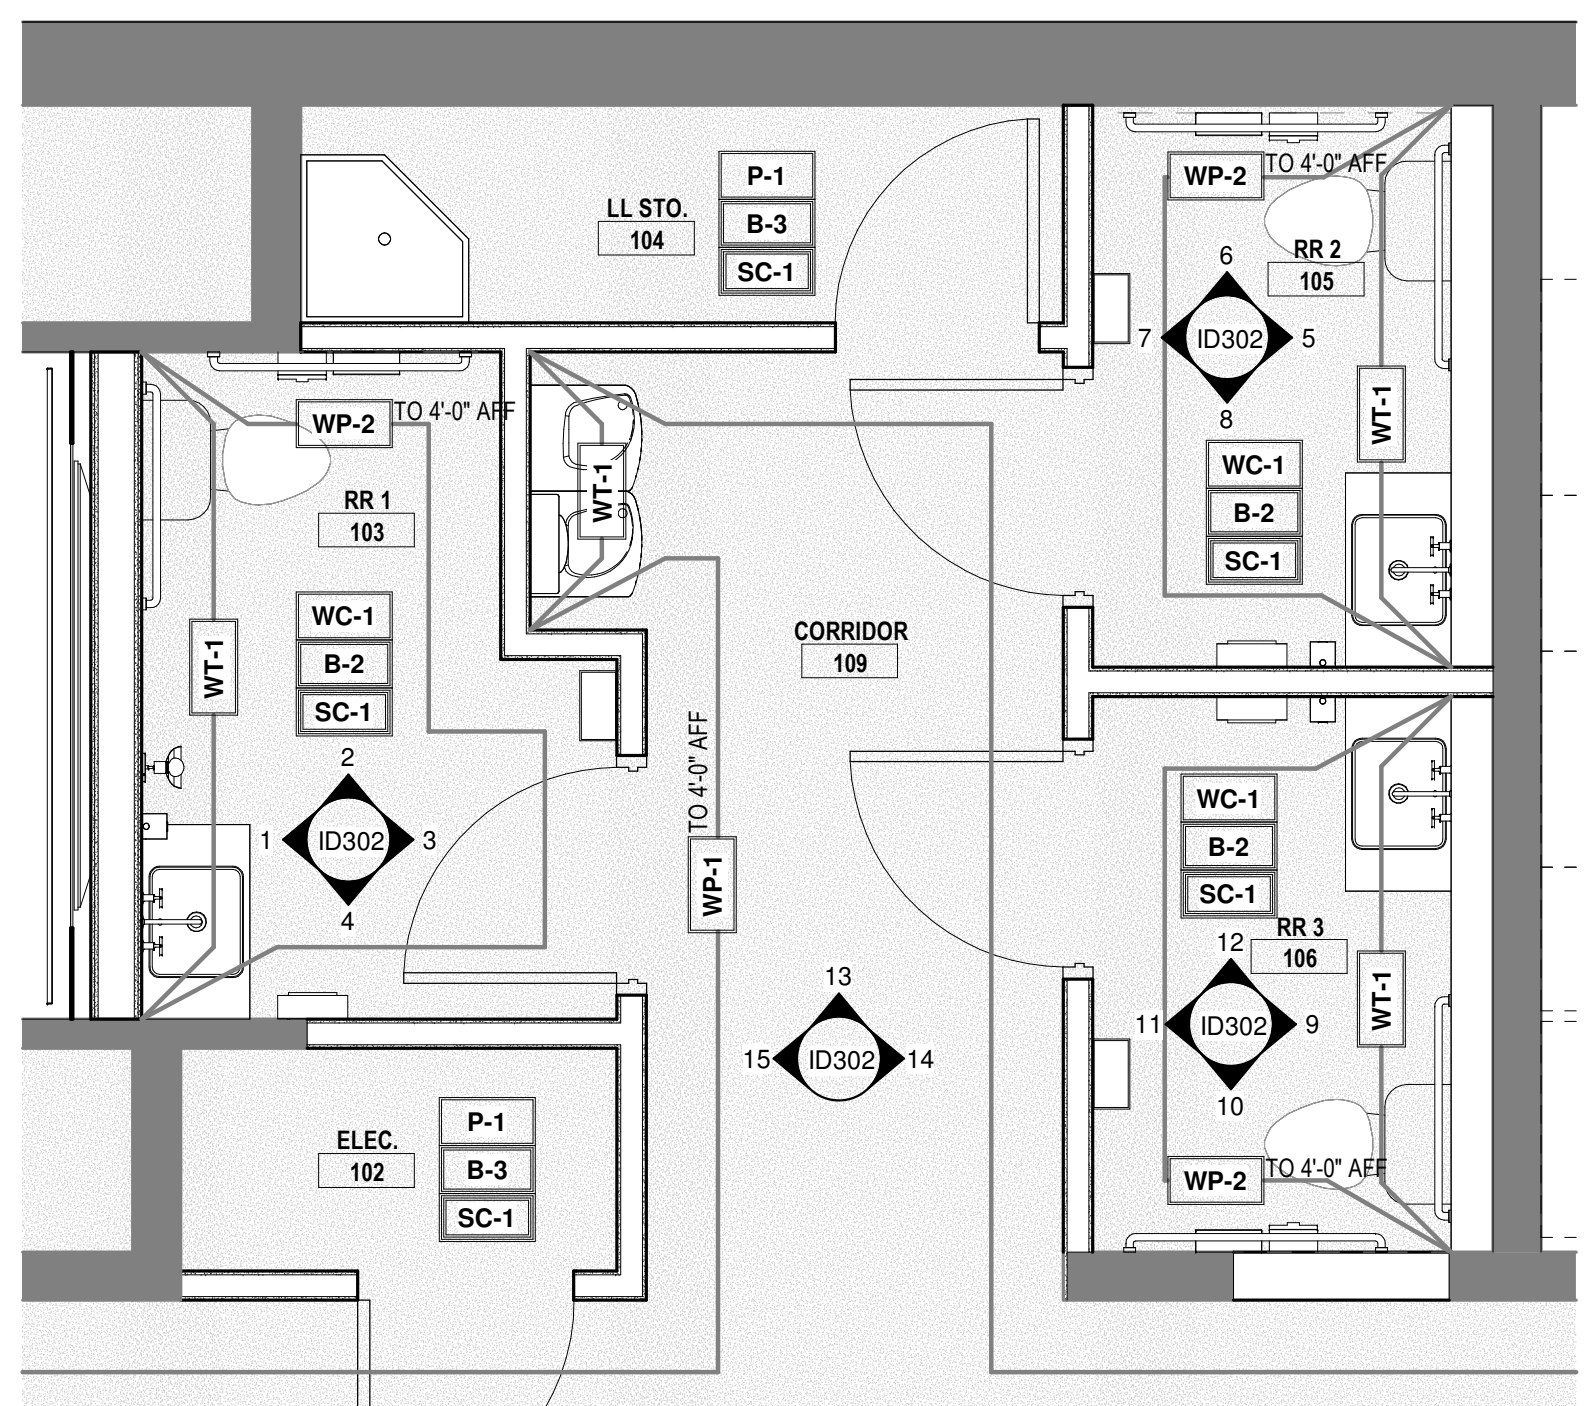 P-1
B-3
SC-1
LL STO.
104
WP-2
TO 4'-0" AFF
RR 2
105
6
7
ID302
5
8
WT-1
WC-1
B-2
SC-1
WP-2
TO 4'-0" AFF
RR 1
103
WT-1
WC-1
B-2
SC-1
WT-1
2
1
ID302
3
4
CORRIDOR
109
TO 4'-0" AFF
WP-1
WC-1
B-2
SC-1
RR 3
106
12
11
ID302
9
10
WT-1
13
15
ID302
14
P-1
B-3
SC-1
ELEC.
102
WP-2
TO 4'-0" AFF